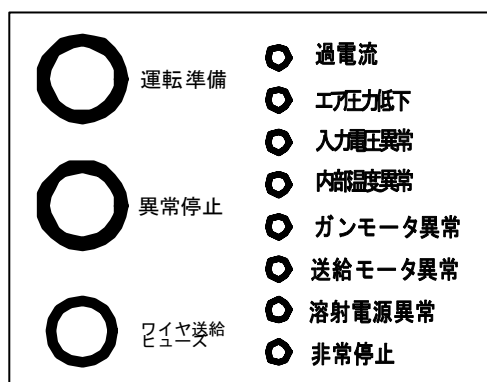 運転準備
異常停止
ワイヤ送給
ヒューズ
過電流
エア圧力低下
入力電圧異常
内部温度異常
ガンモータ異常
送給モータ異常
溶射電源異常
非常停止